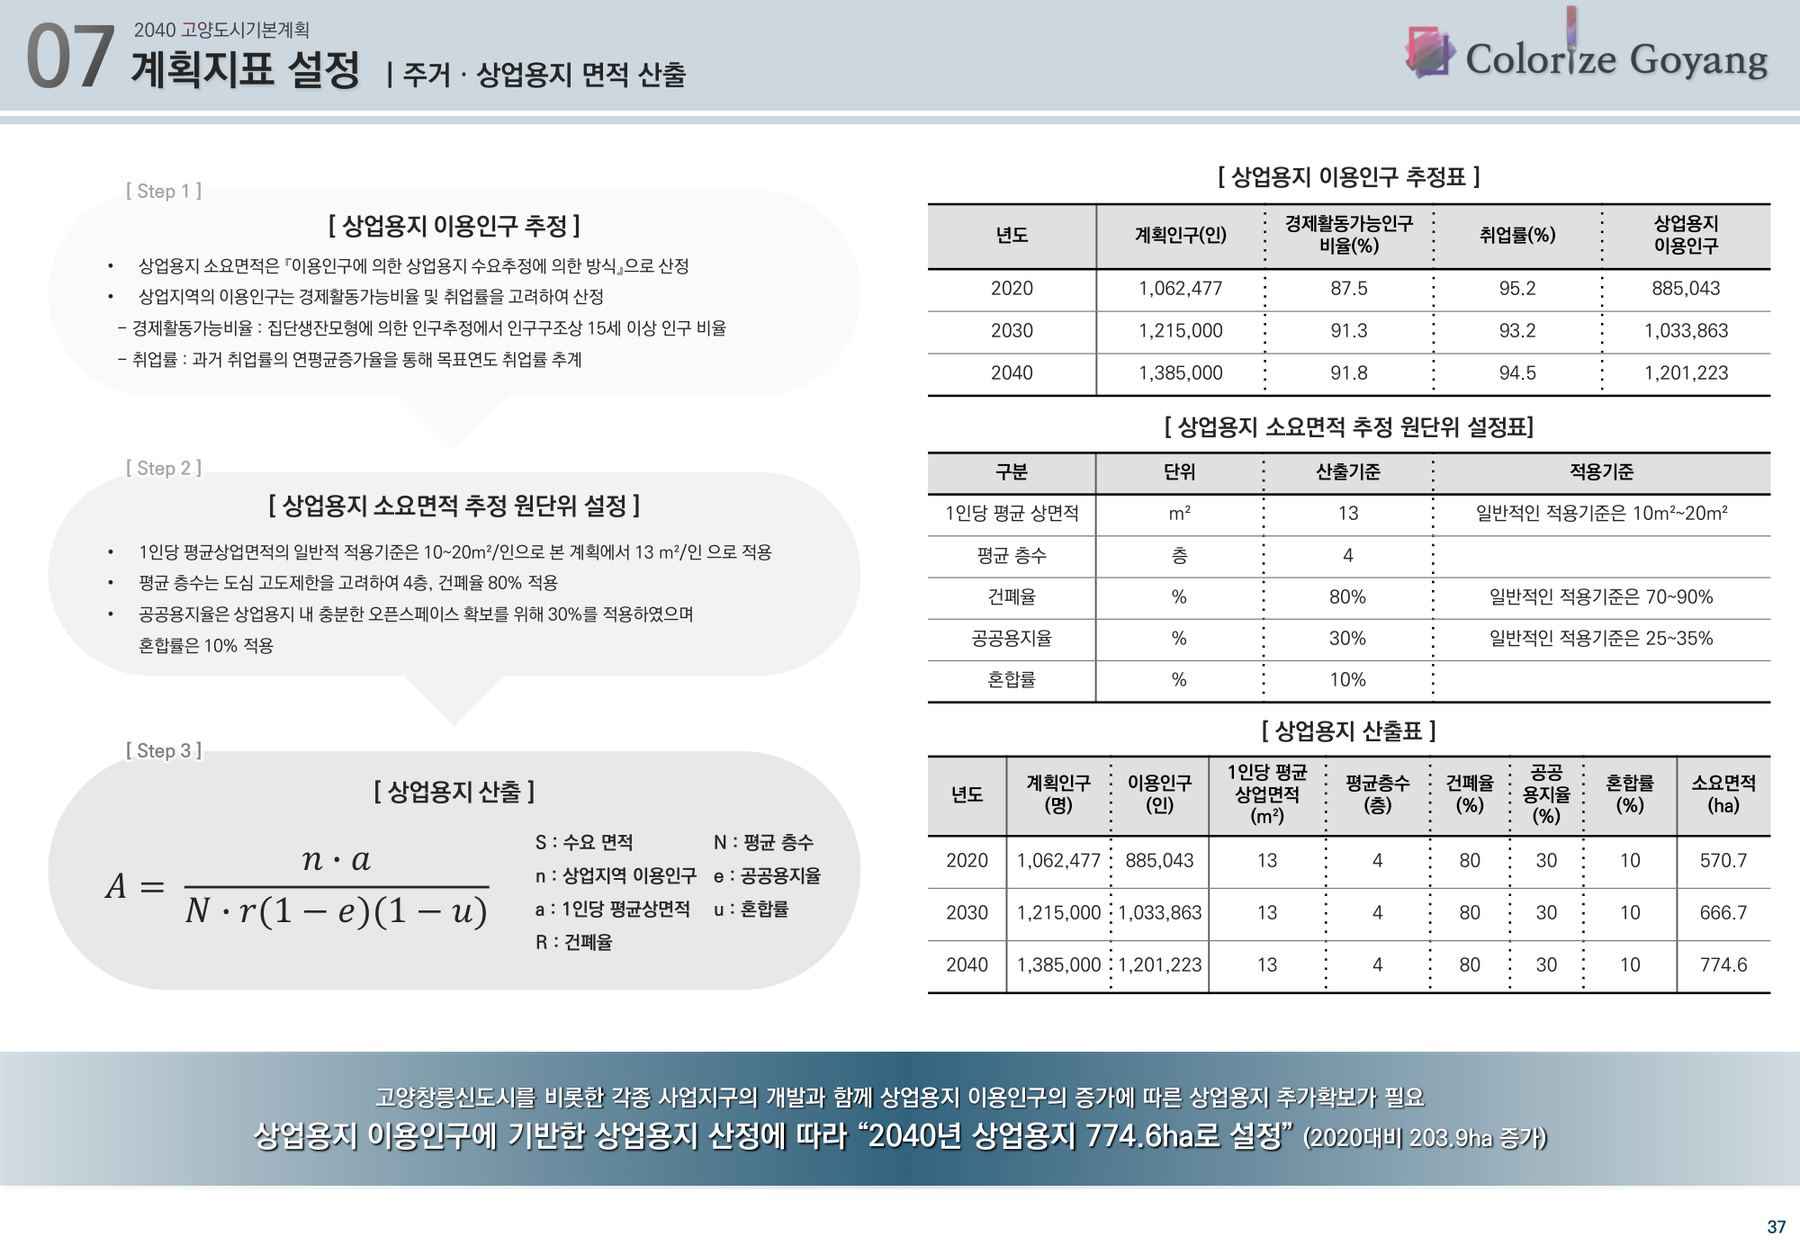 07
2040 고양도시기본계획
계획지표 설정 | 주거 · 상업용지 면적 산출
Colorize Goyang
[ Step 1 ]
[ 상업용지 이용인구 추정 ]
• 상업용지 소요면적은 『이용인구에 의한 상업용지 수요추정에 의한 방식』으로 산정
• 상업지역의 이용인구는 경제활동가능비율 및 취업률을 고려하여 산정
– 경제활동가능비율 : 집단생잔모형에 의한 인구추정에서 인구구조상 15세 이상 인구 비율
– 취업률 : 과거 취업률의 연평균증가율을 통해 목표연도 취업률 추계
[ Step 2 ]
[ 상업용지 소요면적 추정 원단위 설정 ]
• 1인당 평균상업면적의 일반적 적용기준은 10~20m²/인으로 본 계획에서 13 m²/인 으로 적용
• 평균 층수는 도심 고도제한을 고려하여 4층, 건폐율 80% 적용
• 공공용지율은 상업용지 내 충분한 오픈스페이스 확보를 위해 30%를 적용하였으며
혼합률은 10% 적용
[ Step 3 ]
[ 상업용지 산출 ]
A = n · a / N · r(1 − e)(1 − u)
S : 수요 면적 N : 평균 층수
n : 상업지역 이용인구 e : 공공용지율
a : 1인당 평균상면적 u : 혼합률
R : 건폐율
[ 상업용지 이용인구 추정표 ]
년도 계획인구(인) 경제활동가능인구 비율(%) 취업률(%) 상업용지 이용인구
2020 1,062,477 87.5 95.2 885,043
2030 1,215,000 91.3 93.2 1,033,863
2040 1,385,000 91.8 94.5 1,201,223
[ 상업용지 소요면적 추정 원단위 설정표]
구분 단위 산출기준 적용기준
1인당 평균 상면적 m² 13 일반적인 적용기준은 10m²~20m²
평균 층수 층 4
건폐율 % 80% 일반적인 적용기준은 70~90%
공공용지율 % 30% 일반적인 적용기준은 25~35%
혼합률 % 10%
[ 상업용지 산출표 ]
년도 계획인구 (명) 이용인구 (인) 1인당 평균 상업면적 (m²) 평균층수 (층) 건폐율 (%) 공공 용지율 (%) 혼합률 (%) 소요면적 (ha)
2020 1,062,477 885,043 13 4 80 30 10 570.7
2030 1,215,000 1,033,863 13 4 80 30 10 666.7
2040 1,385,000 1,201,223 13 4 80 30 10 774.6
고양창릉신도시를 비롯한 각종 사업지구의 개발과 함께 상업용지 이용인구의 증가에 따른 상업용지 추가확보가 필요
상업용지 이용인구에 기반한 상업용지 산정에 따라 “2040년 상업용지 774.6ha로 설정” (2020대비 203.9ha 증가)
37